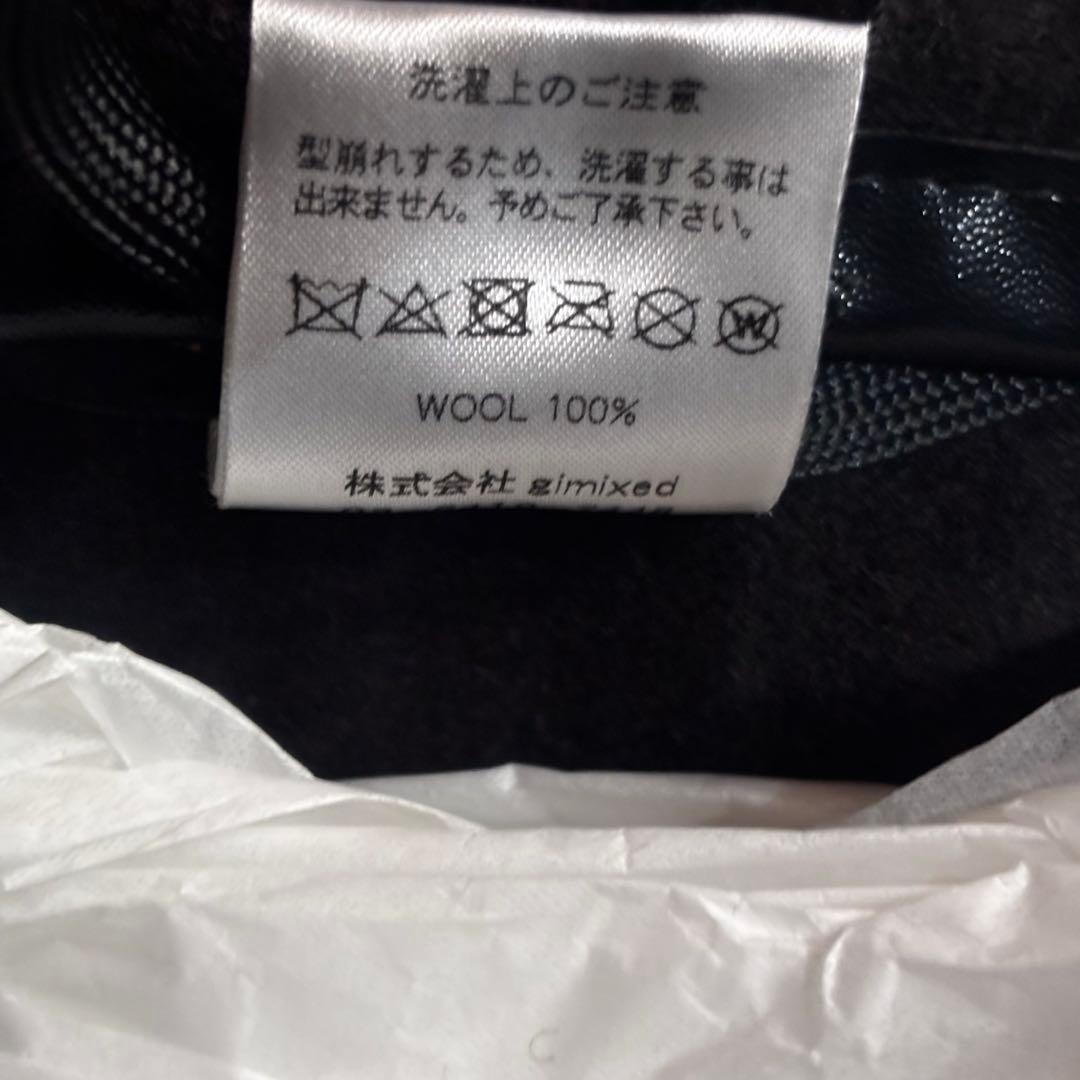 洗濯上のご注意
型崩れするため、洗濯する事は
出来ません。予めご了承下さい。
W
WOOL 100%
株式会社 gimixed